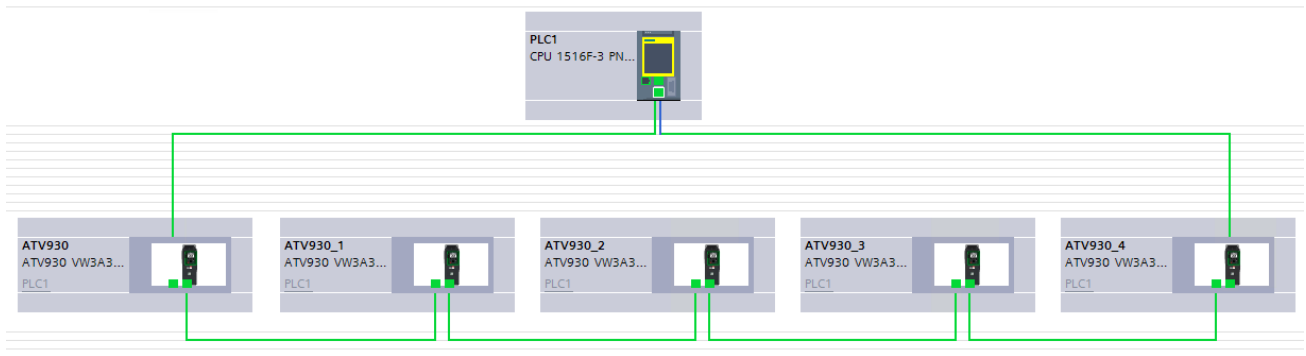 PLC1
CPU 1516F-3 PN...
ATV930
ATV930 VW3A3...
PLC1
ATV930_1
ATV930 VW3A3...
PLC1
ATV930_2
ATV930 VW3A3...
PLC1
ATV930_3
ATV930 VW3A3...
PLC1
ATV930_4
ATV930 VW3A3...
PLC1